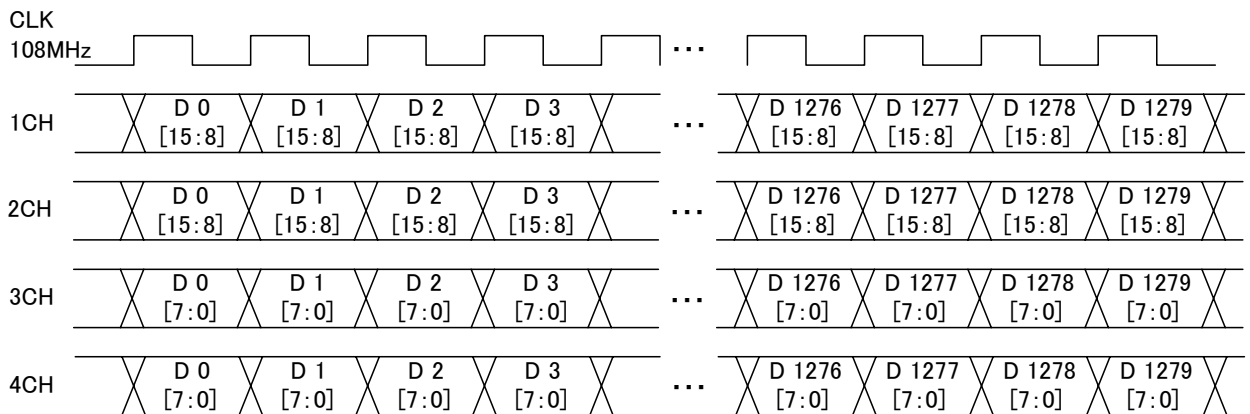 CLK
108MHz ... 
1CH D 0 D 1 D 2 D 3 ... D 1276 D 1277 D 1278 D 1279
[15:8] [15:8] [15:8] [15:8] [15:8] [15:8] [15:8] [15:8]
2CH D 0 D 1 D 2 D 3 ... D 1276 D 1277 D 1278 D 1279
[15:8] [15:8] [15:8] [15:8] [15:8] [15:8] [15:8] [15:8]
3CH D 0 D 1 D 2 D 3 ... D 1276 D 1277 D 1278 D 1279
[7:0] [7:0] [7:0] [7:0] [7:0] [7:0] [7:0] [7:0]
4CH D 0 D 1 D 2 D 3 ... D 1276 D 1277 D 1278 D 1279
[7:0] [7:0] [7:0] [7:0] [7:0] [7:0] [7:0] [7:0]